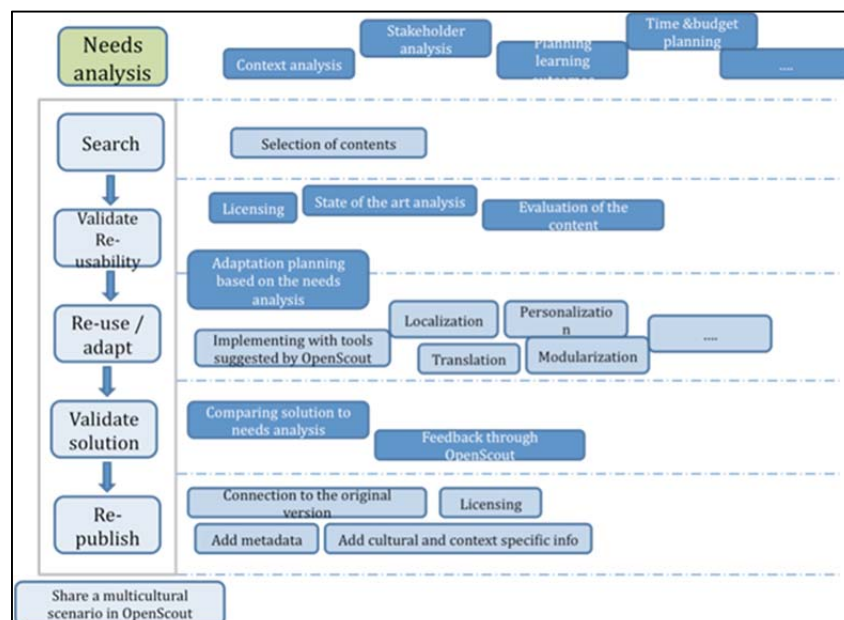 Needs
analysis
Context analysis
Stakeholder
analysis
Planning
learning
Time &budget
planning
....
Search
Selection of contents
Validate
Re-
usability
Licensing
State of the art analysis
Evaluation of the
content
Re-use /
adapt
Adaptation planning
based on the needs
analysis
Implementing with tools
suggested by OpenScout
Localization
Personalizatio
n
Translation
Modularization
....
Validate
solution
Comparing solution to
needs analysis
Feedback through
OpenScout
Re-
publish
Connection to the original
version
Licensing
Add metadata
Add cultural and context specific info
Share a multicultural
scenario in OpenScout